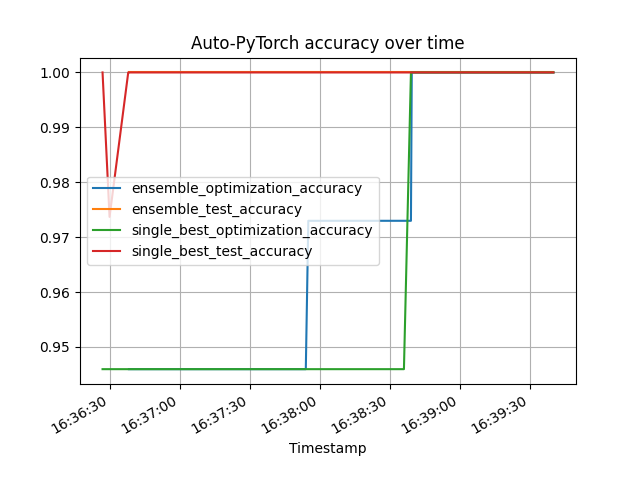 Auto-PyTorch accuracy over time
1.00
0.99
0.98
0.97
0.96
0.95
ensemble_optimization_accuracy
ensemble_test_accuracy
single_best_optimization_accuracy
single_best_test_accuracy
16:36:30
16:37:00
16:37:30
16:38:00
16:38:30
16:39:00
16:39:30
Timestamp